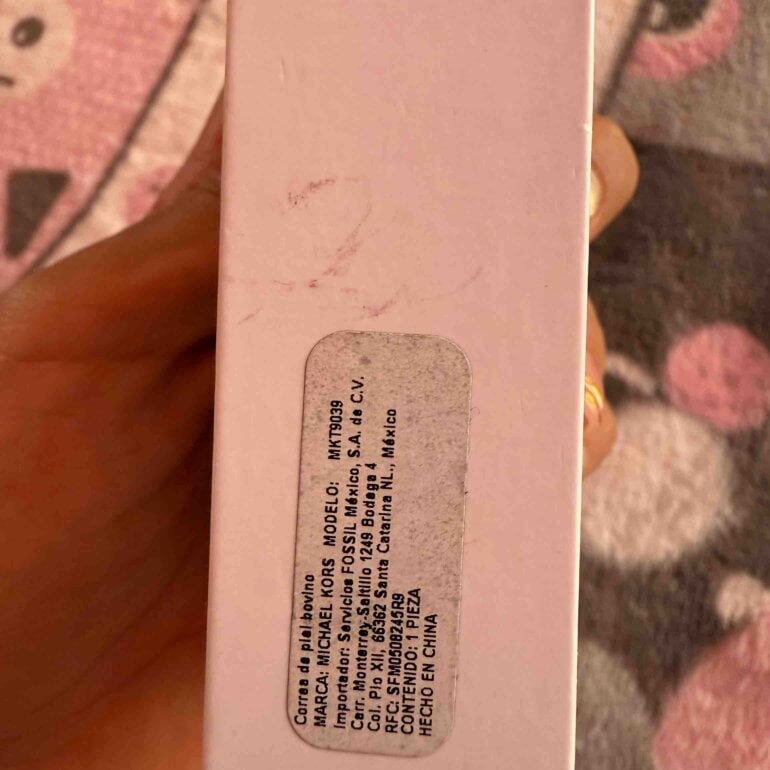 Correa de piel bovino
MARCA: MICHAEL KORS MODELO: MKT9039
Importador: Servicios FOSSIL México, S.A. de C.V.
Carr. Monterrey-Saltillo 1249 Bodega 4
Col. Pio XII, 66362 Santa Catarina NL., México
RFC: SFM0508245R9
CONTENIDO: 1 PIEZA
HECHO EN CHINA